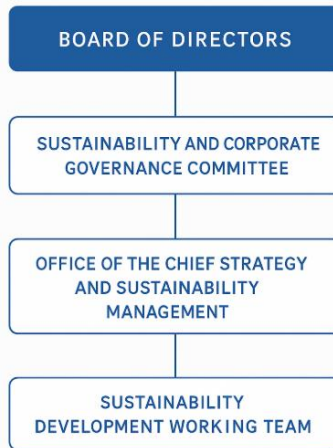 BOARD OF DIRECTORS
SUSTAINABILITY AND CORPORATE
GOVERNANCE COMMITTEE
OFFICE OF THE CHIEF STRATEGY
AND SUSTAINABILITY
MANAGEMENT
SUSTAINABILITY
DEVELOPMENT WORKING TEAM